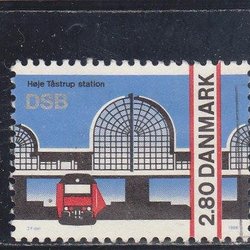 Høje Tåstrup station
DSB
2.80 DANMARK